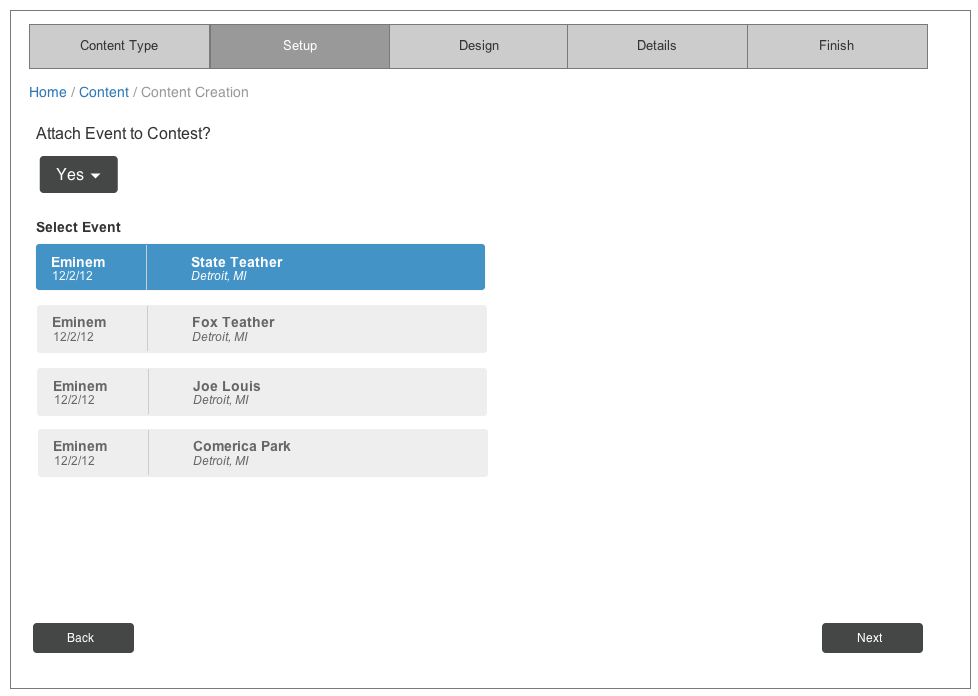 Content Type Setup Design Details Finish
Home / Content / Content Creation
Attach Event to Contest?
Yes
Select Event
Eminem State Teather
12/2/12 Detroit, MI
Eminem Fox Teather
12/2/12 Detroit, MI
Eminem Joe Louis
12/2/12 Detroit, MI
Eminem Comerica Park
12/2/12 Detroit, MI
Back Next